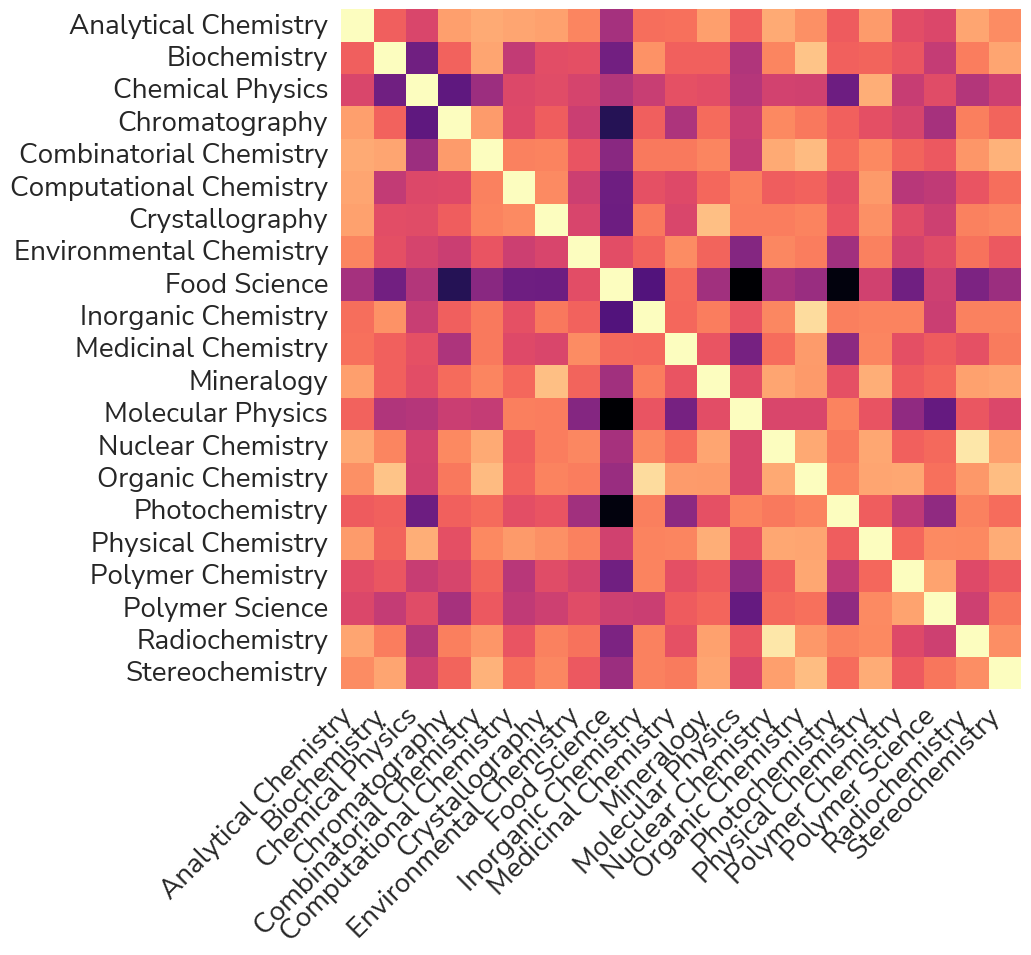 Analytical Chemistry
Biochemistry
Chemical Physics
Chromatography
Combinatorial Chemistry
Computational Chemistry
Crystallography
Environmental Chemistry
Food Science
Inorganic Chemistry
Medicinal Chemistry
Mineralogy
Molecular Physics
Nuclear Chemistry
Organic Chemistry
Photochemistry
Physical Chemistry
Polymer Chemistry
Polymer Science
Radiochemistry
Stereochemistry
Analytical Chemistry
Biochemistry
Chemical Physics
Chromatography
Combinatorial Chemistry
Computational Chemistry
Crystallography
Environmental Chemistry
Food Science
Inorganic Chemistry
Medicinal Chemistry
Mineralogy
Molecular Physics
Nuclear Chemistry
Organic Chemistry
Photochemistry
Physical Chemistry
Polymer Chemistry
Polymer Science
Radiochemistry
Stereochemistry